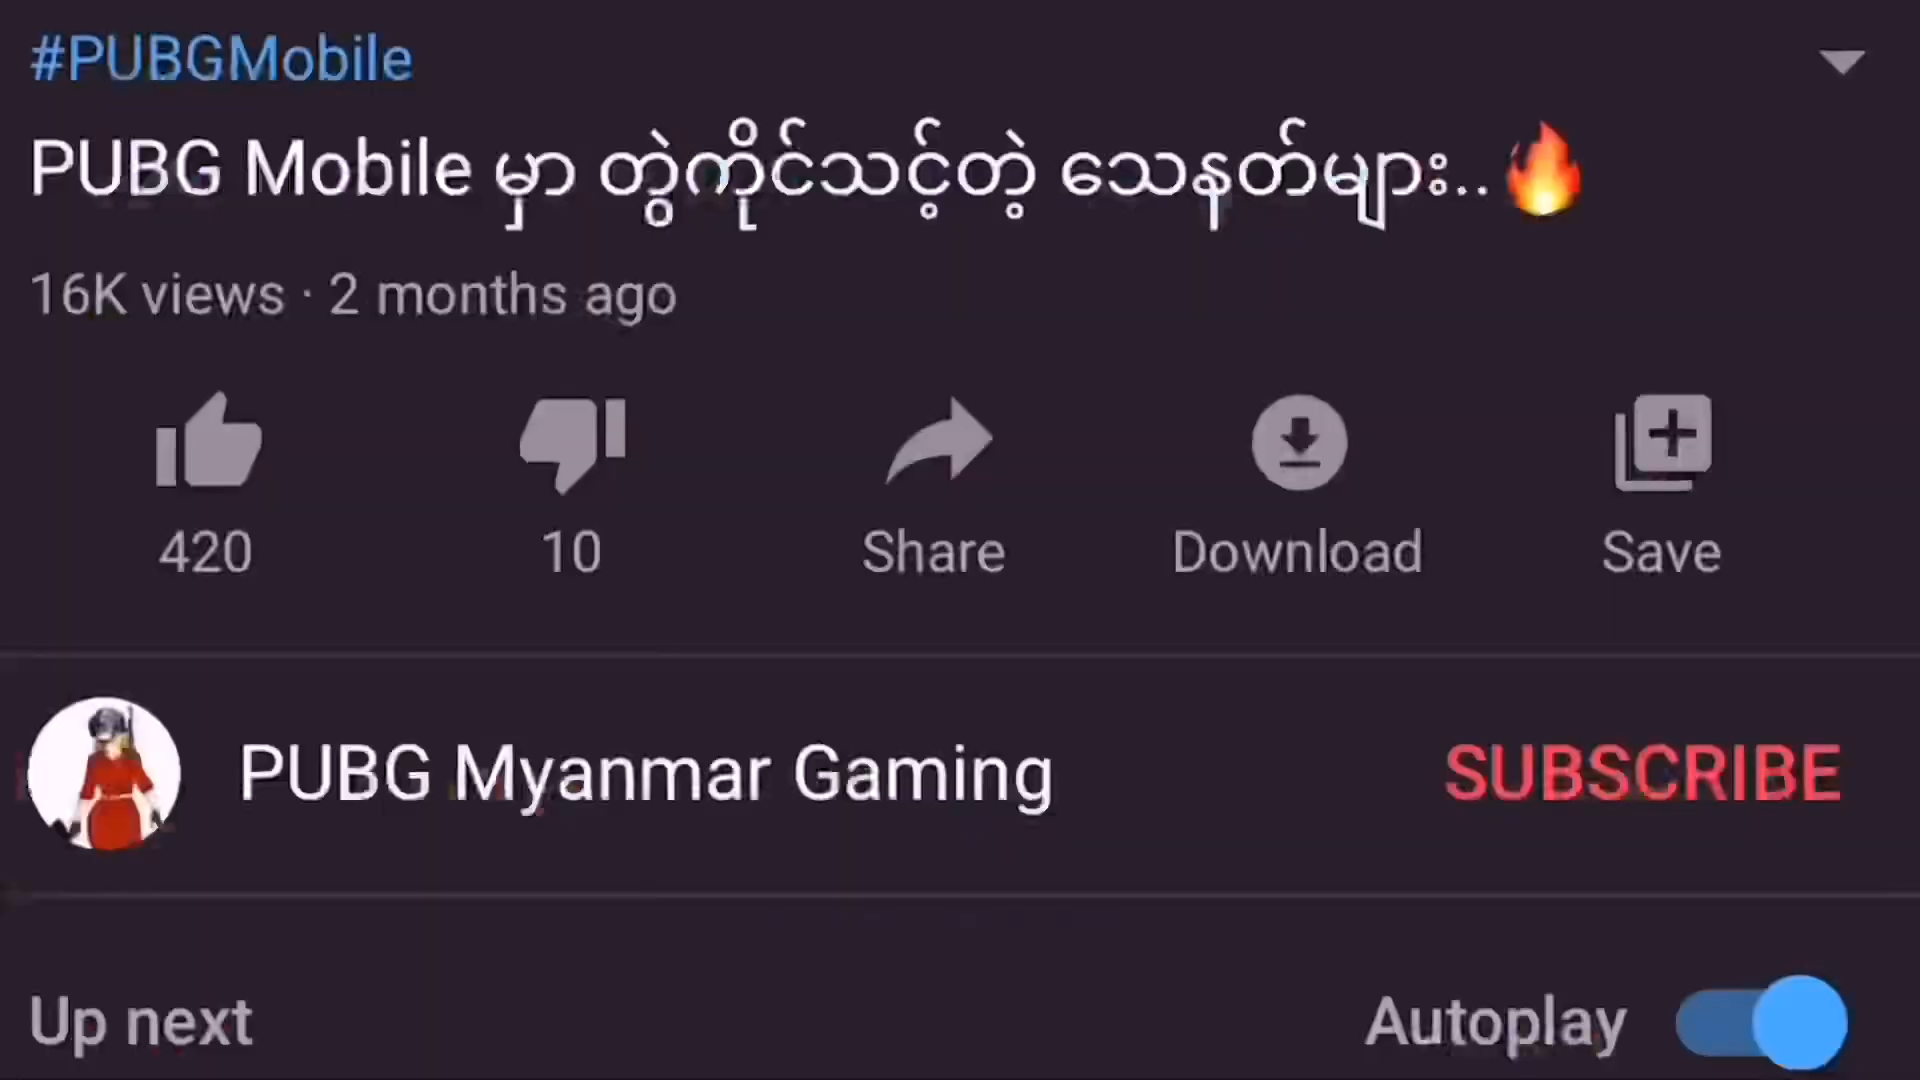 #PUBGMobile
PUBG Mobile မှာ တွဲကိုင်သင့်တဲ့ သေနတ်များ..🔥
16K views · 2 months ago
420 10 Share Download Save
PUBG Myanmar Gaming SUBSCRIBE
Up next Autoplay